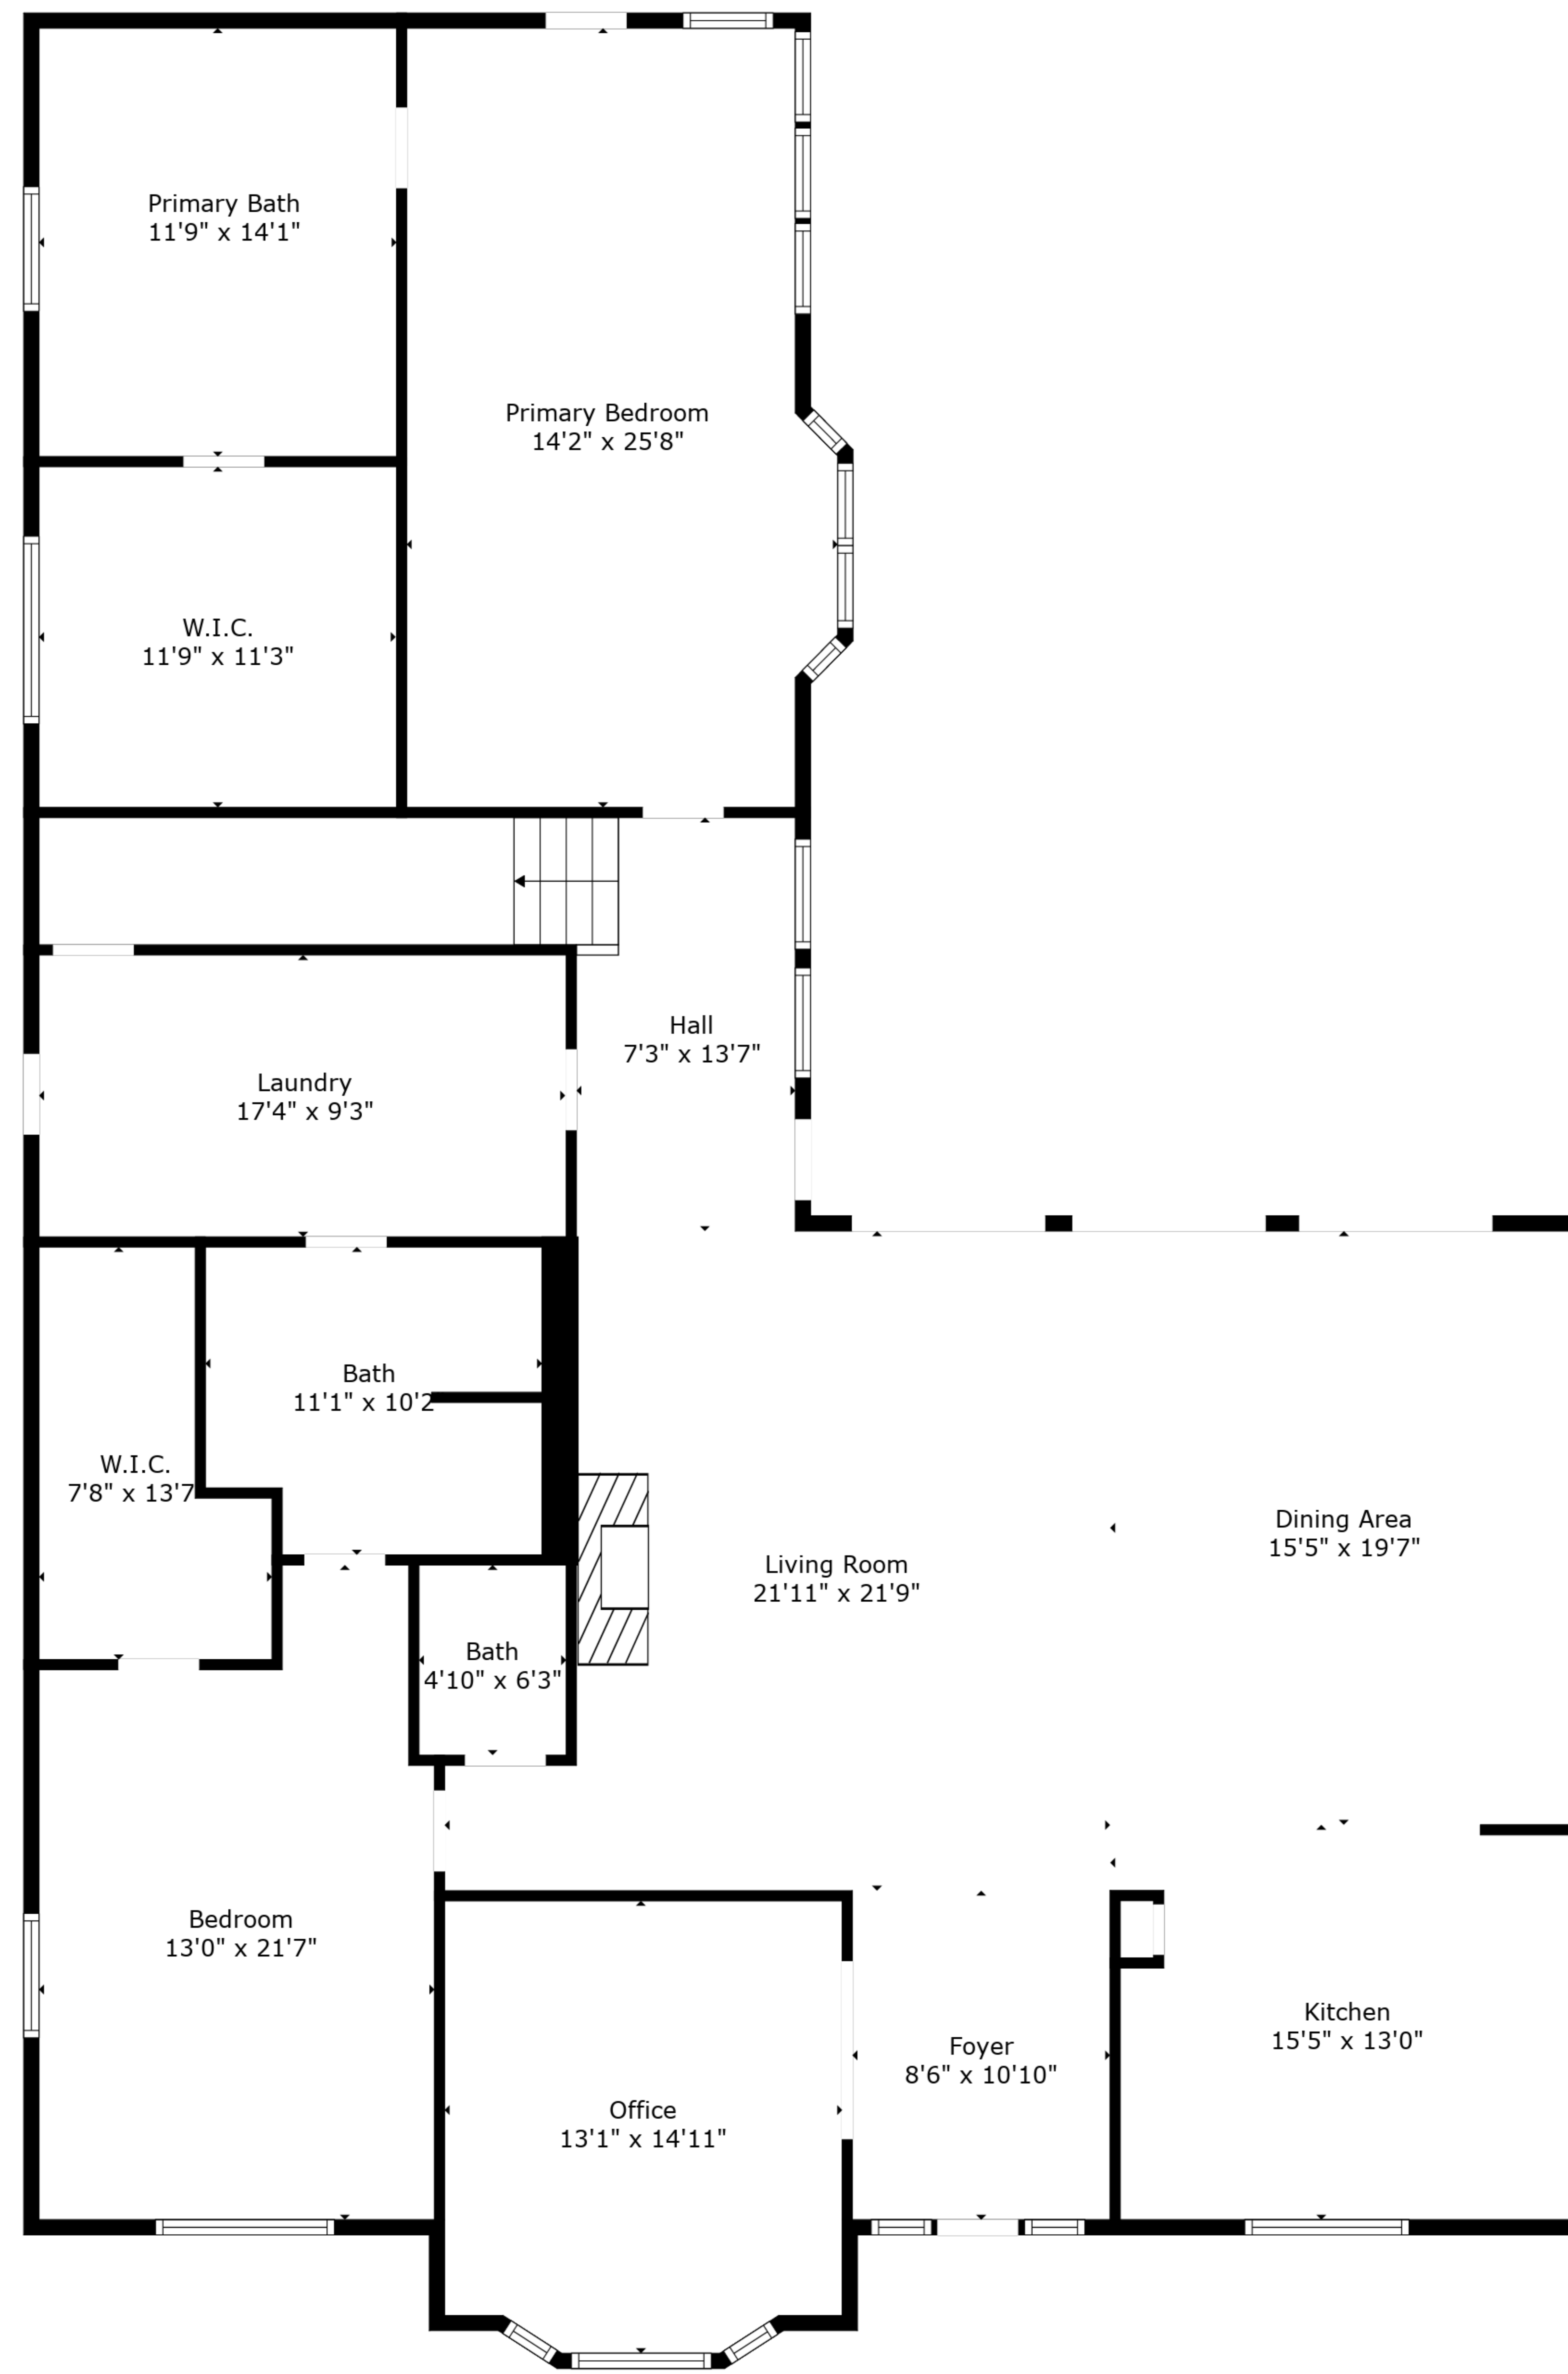 Primary Bath
11'9" x 14'1"
Primary Bedroom
14'2" x 25'8"
W.I.C.
11'9" x 11'3"
Hall
7'3" x 13'7"
Laundry
17'4" x 9'3"
Bath
11'1" x 10'2
W.I.C.
7'8" x 13'7
Dining Area
15'5" x 19'7"
Living Room
21'11" x 21'9"
Bath
4'10" x 6'3"
Bedroom
13'0" x 21'7"
Kitchen
15'5" x 13'0"
Foyer
8'6" x 10'10"
Office
13'1" x 14'11"